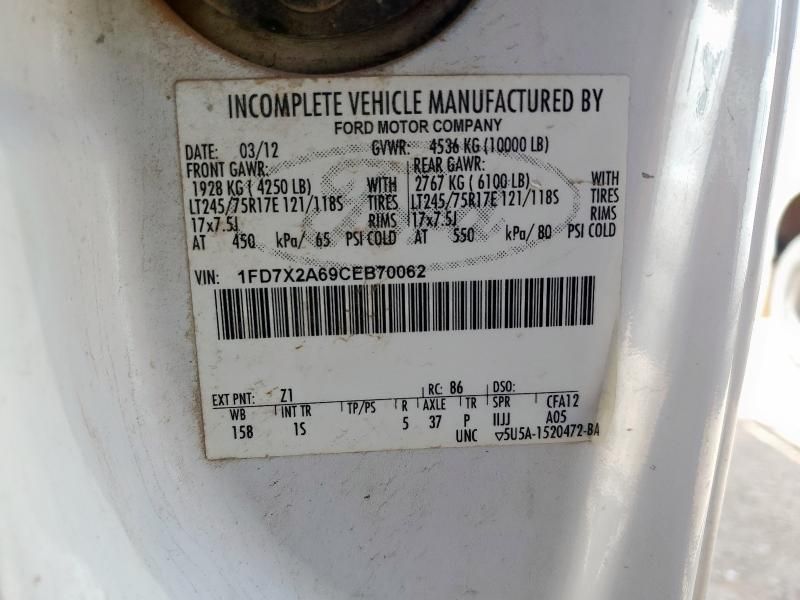 INCOMPLETE VEHICLE MANUFACTURED BY
FORD MOTOR COMPANY
DATE: 03/12 GVWR: 4536 KG (10000 LB)
FRONT GAWR: REAR GAWR:
1928 KG ( 4250 LB) WITH 2767 KG ( 6100 LB) WITH
LT245/75R17E 121/118S TIRES LT245/75R17E 121/118S TIRES
17x7.5J RIMS 17x7.5J RIMS
AT 450 kPa/ 65 PSI COLD AT 550 kPa/ 80 PSI COLD
VIN: 1FD7X2A69CEB70062
EXT PNT: Z1 RC: 86 DSO:
WB INT TR TP/PS R AXLE TR SPR CFA12
158 1S 5 37 P IIJJ A05
UNC ▽5U5A-1520472-BA